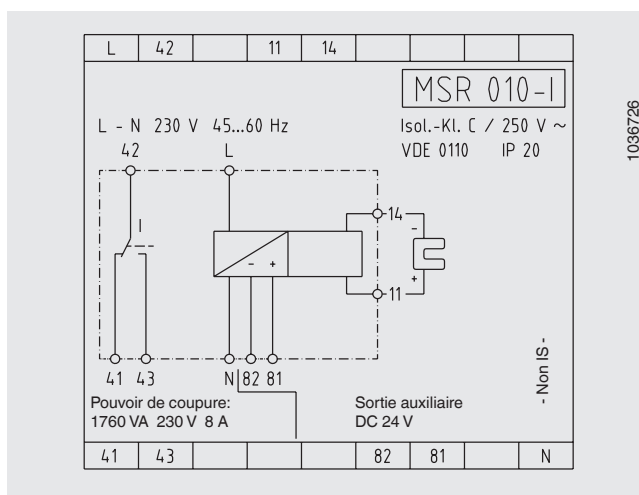 L 42 11 14
MSR 010-I
L - N 230 V 45...60 Hz
Isol.-Kl. C / 250 V ~
VDE 0110 IP 20
42 L
I
14
-
- +
+
11
41 43 N 82 81
Pouvoir de coupure:
1760 VA 230 V 8 A
Sortie auxiliaire
DC 24 V
- Non IS -
41 43 82 81 N
1036726